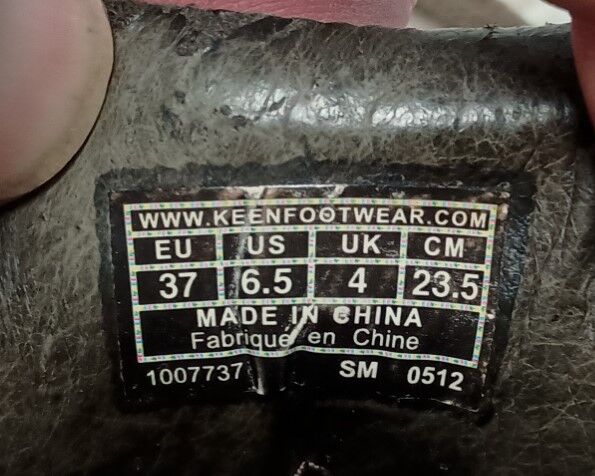 WWW.KEENFOOTWEAR.COM
EU US UK CM
37 6.5 4 23.5
MADE IN CHINA
Fabriqué en Chine
1007737 SM 0512